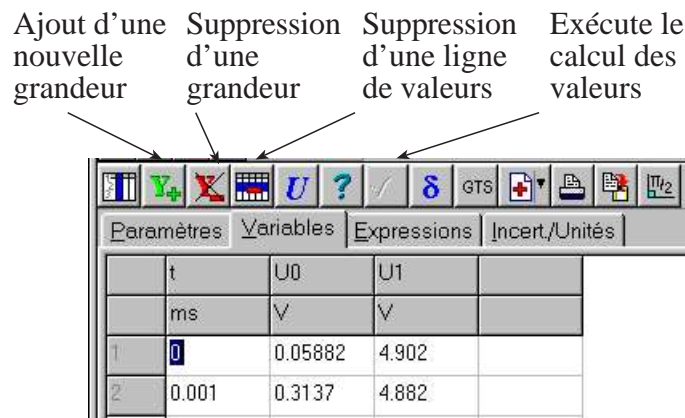 Ajout d'une nouvelle grandeur
Suppression d'une grandeur
Suppression d'une ligne de valeurs
Exécute le calcul des valeurs
Y+ Y U ? δ GTS π/2
Paramètres Variables Expressions Incert./Unités
t U0 U1
ms V V
1 0 0.05882 4.902
2 0.001 0.3137 4.882